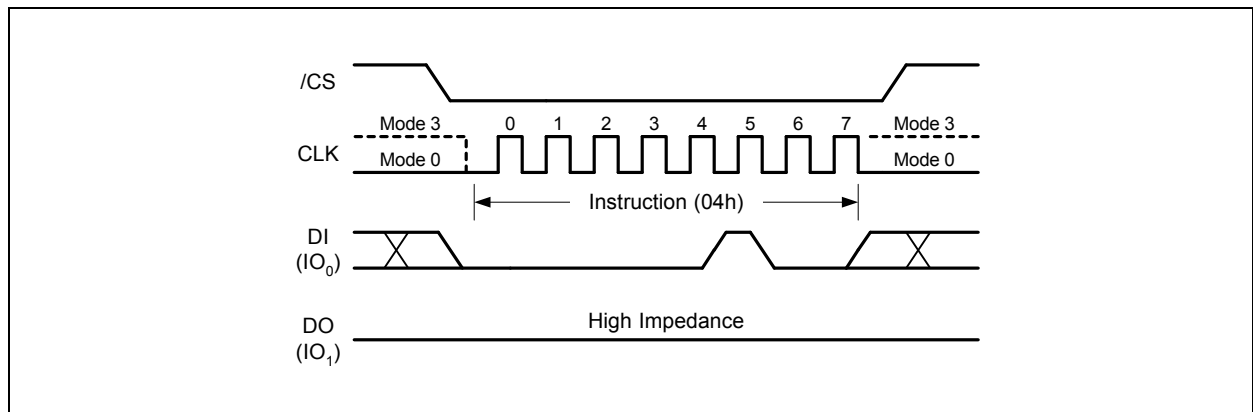 /CS
Mode 3 0 1 2 3 4 5 6 7 Mode 3
CLK
Mode 0 Mode 0
Instruction (04h)
DI
(IO0)
High Impedance
DO
(IO1)